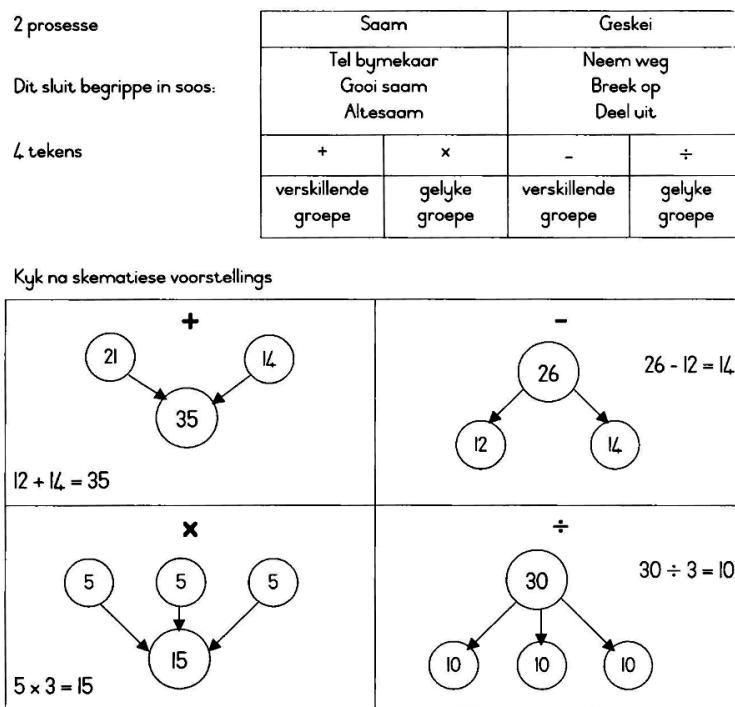 2 prosesse
Saam
Geskei
Dit sluit begrippe in soos:
Tel bymekaar
Gooi saam
Altesaam
Neem weg
Breek op
Deel uit
4 tekens
+
×
-
÷
verskillende
groepe
gelyke
groepe
verskillende
groepe
gelyke
groepe
Kyk na skematiese voorstellings
+
21
14
35
12 + 14 = 35
-
26
26 - 12 = 14
12
14
×
5
5
5
15
5 × 3 = 15
÷
30
30 ÷ 3 = 10
10
10
10